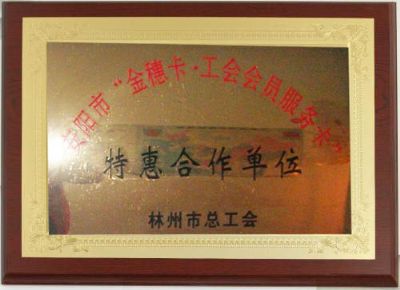 安阳市“金穗卡·工会会员服务卡”
特惠合作单位
林州市总工会